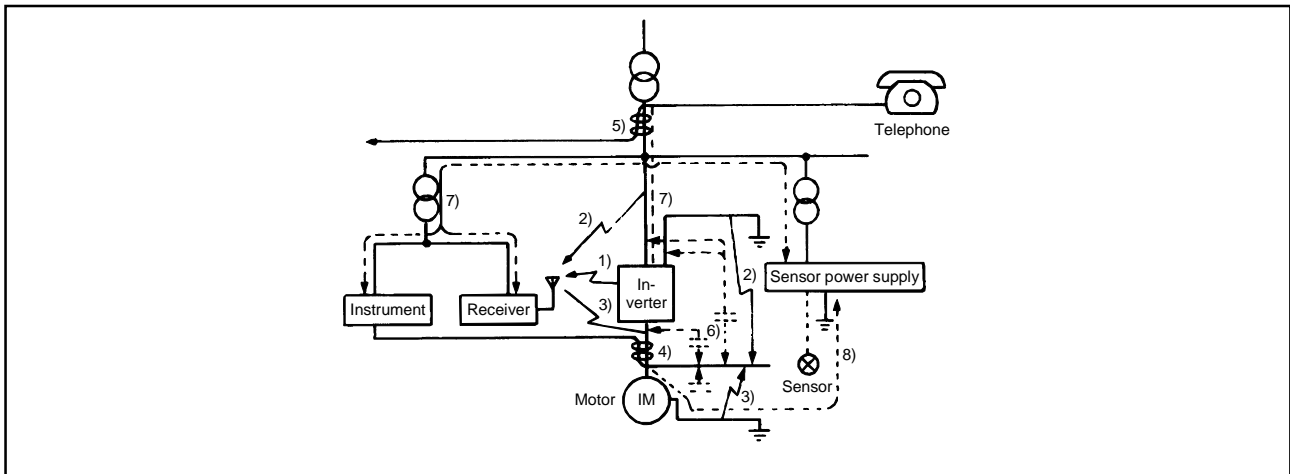 5)
Telephone
7)
7)
2)
1)
2)
Sensor power supply
In-
verter
3)
Instrument
Receiver
6)
4)
8)
Sensor
3)
Motor
IM